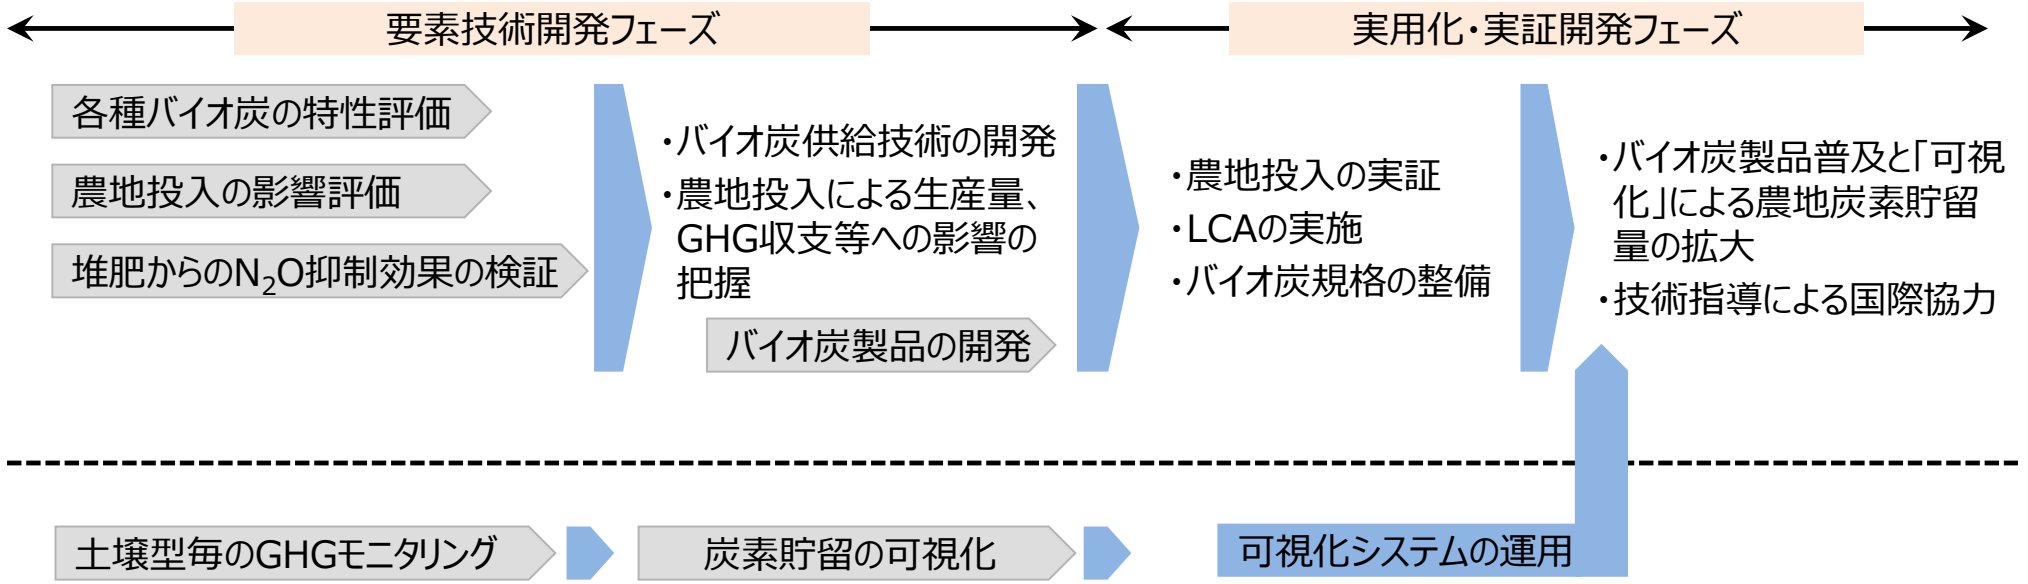 要素技術開発フェーズ
実用化・実証開発フェーズ
各種バイオ炭の特性評価
農地投入の影響評価
堆肥からのN₂O抑制効果の検証
・バイオ炭供給技術の開発
・農地投入による生産量、
GHG収支等への影響の
把握
バイオ炭製品の開発
・農地投入の実証
・LCAの実施
・バイオ炭規格の整備
・バイオ炭製品普及と「可視
化」による農地炭素貯留
量の拡大
・技術指導による国際協力
土壌型毎のGHGモニタリング
炭素貯留の可視化
可視化システムの運用